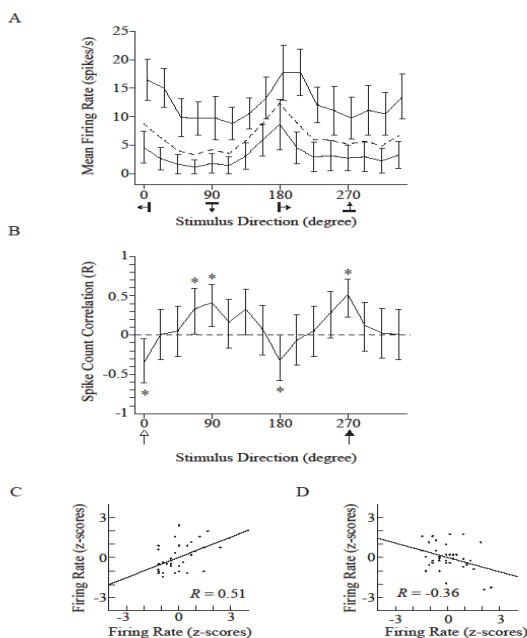 A
Mean Firing Rate (spikes/s)
25
20
15
10
5
0
0 90 180 270
Stimulus Direction (degree)
B
Spike Count Correlation (R)
1
0.5
0
-0.5
-1
* * *
* *
0 90 180 270
Stimulus Direction (degree)
C
Firing Rate (z-scores)
3
0
-3
R = 0.51
-3 0 3
Firing Rate (z-scores)
D
Firing Rate (z-scores)
3
0
-3
R = -0.36
-3 0 3
Firing Rate (z-scores)